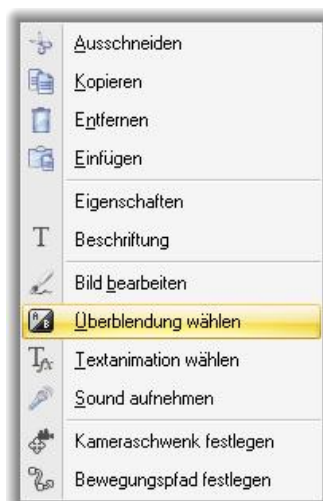 Ausschneiden
Kopieren
Entfernen
Einfügen
Eigenschaften
Beschriftung
Bild bearbeiten
Überblendung wählen
Textanimation wählen
Sound aufnehmen
Kameraschwenk festlegen
Bewegungspfad festlegen